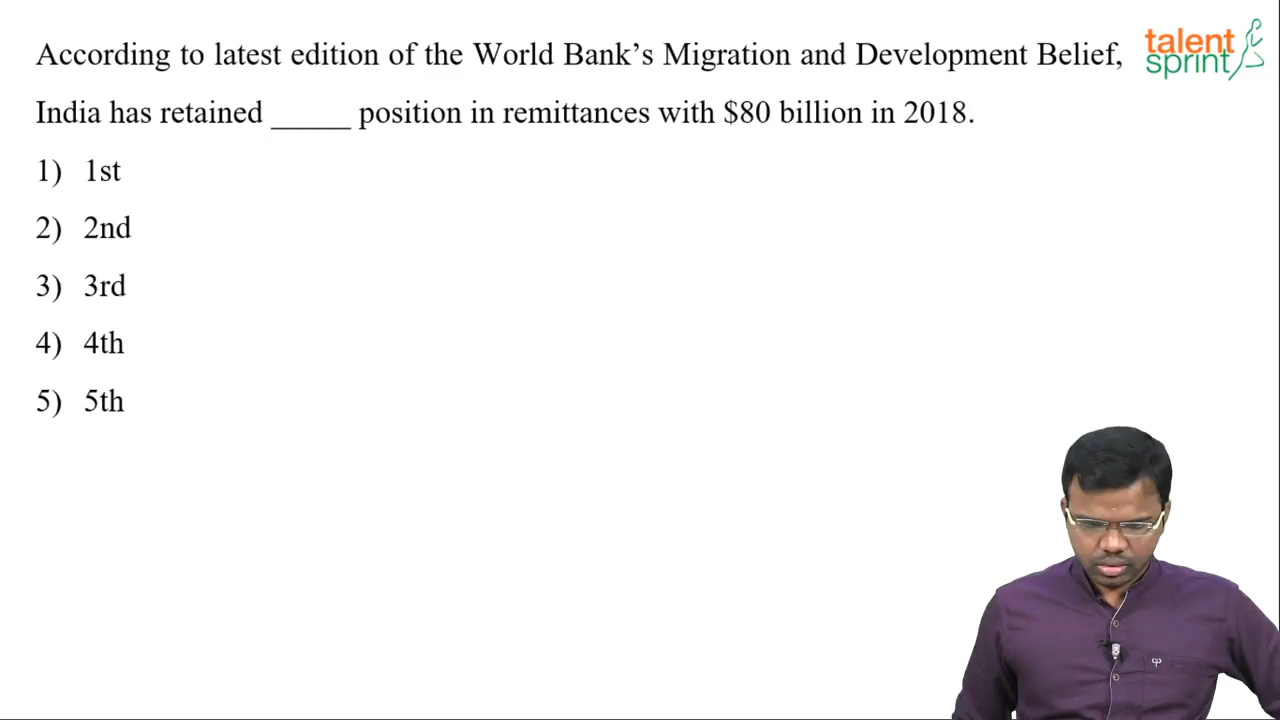 According to latest edition of the World Bank’s Migration and Development Belief,
India has retained _____ position in remittances with $80 billion in 2018.
1) 1st
2) 2nd
3) 3rd
4) 4th
5) 5th
talent
sprint